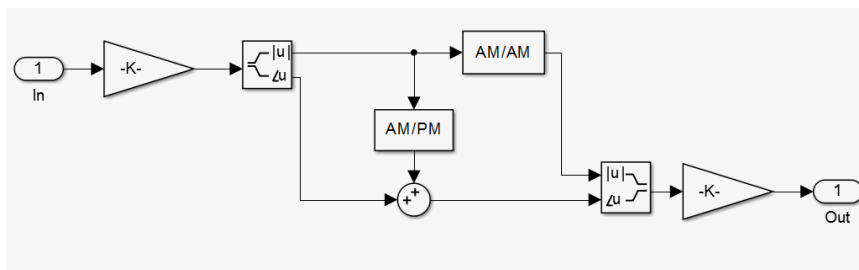 1
In
-K-
|u|
∠u
AM/AM
AM/PM
+
+
|u|
∠u
-K-
1
Out